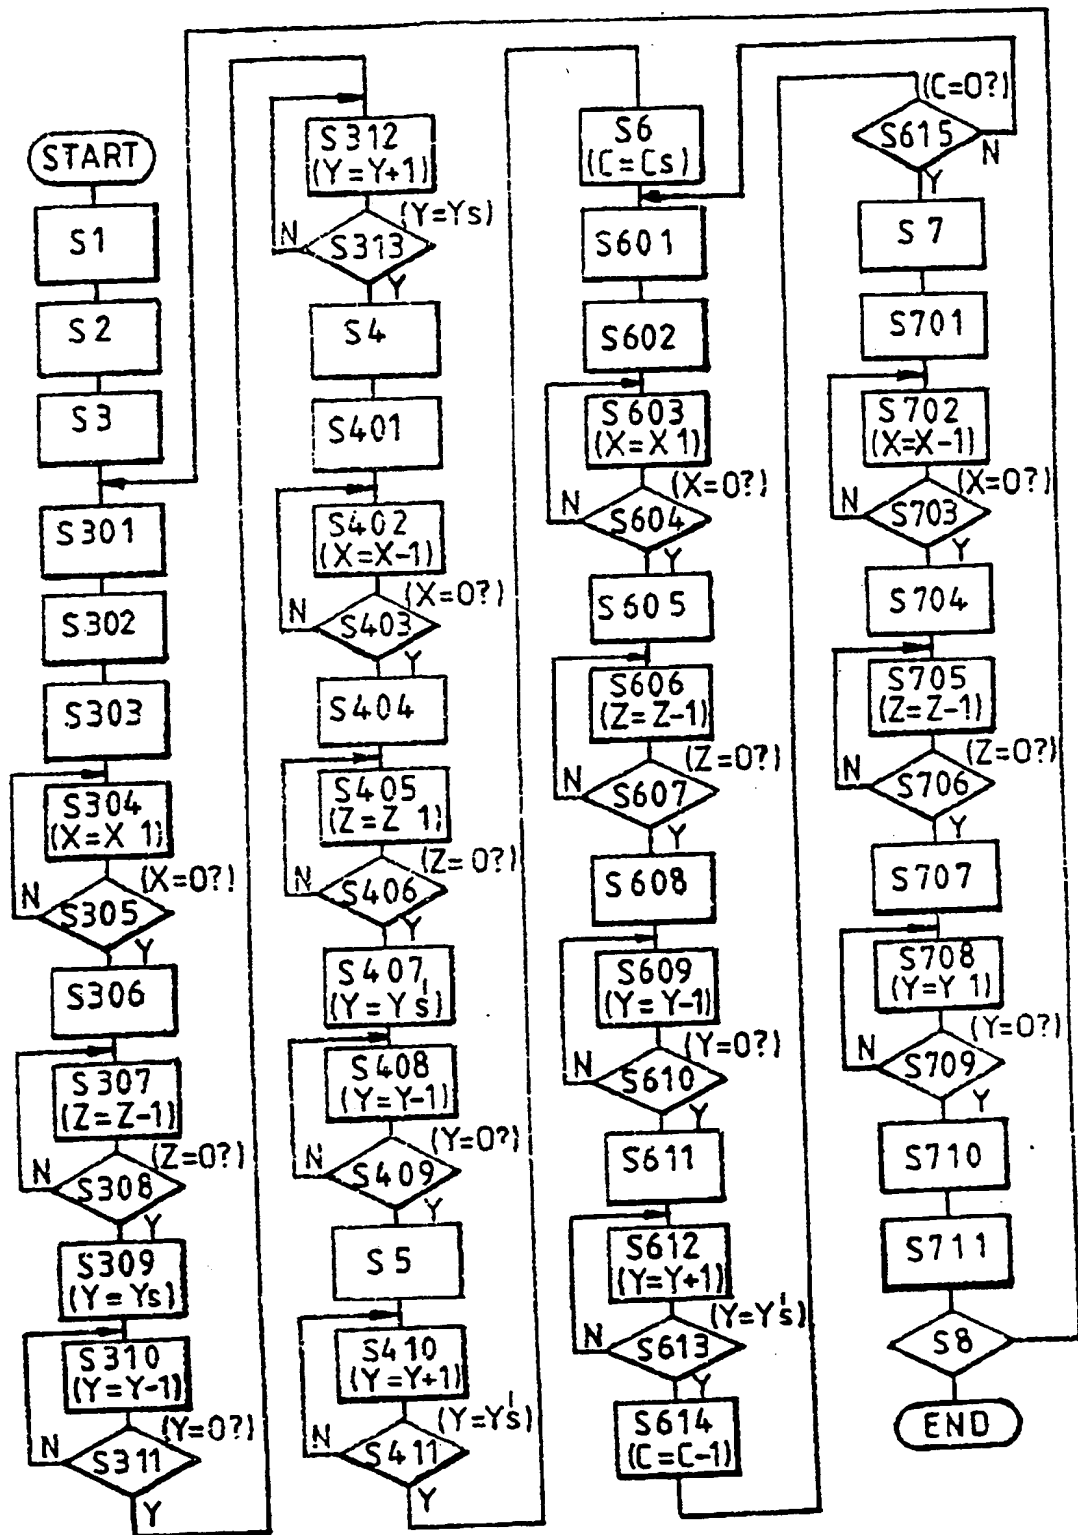 START
S1
S2
S3
S301
S302
S303
S304
(X=X 1)
(X=0?)
N
S305
Y
S306
S307
(Z=Z-1)
(Z=0?)
N
S308
Y
S309
(Y=Ys)
S310
(Y=Y-1)
(Y=0?)
N
S311
Y
S312
(Y=Y+1)
(Y=Ys)
N
S313
Y
S4
S401
S402
(X=X-1)
(X=0?)
N
S403
Y
S404
S405
(Z=Z 1)
(Z=0?)
N
S406
Y
S407
(Y=Y's)
S408
(Y=Y-1)
(Y=0?)
N
S409
Y
S5
S410
(Y=Y+1)
(Y=Y's)
N
S411
Y
S6
(C=Cs)
S601
S602
S603
(X=X 1)
(X=0?)
N
S604
Y
S605
S606
(Z=Z-1)
(Z=0?)
N
S607
Y
S608
S609
(Y=Y-1)
(Y=0?)
N
S610
Y
S611
S612
(Y=Y+1)
(Y=Y's)
N
S613
Y
S614
(C=C-1)
(C=0?)
S615
N
Y
S7
S701
S702
(X=X-1)
(X=0?)
N
S703
Y
S704
S705
(Z=Z-1)
(Z=0?)
N
S706
Y
S707
S708
(Y=Y 1)
(Y=0?)
N
S709
Y
S710
S711
S8
END